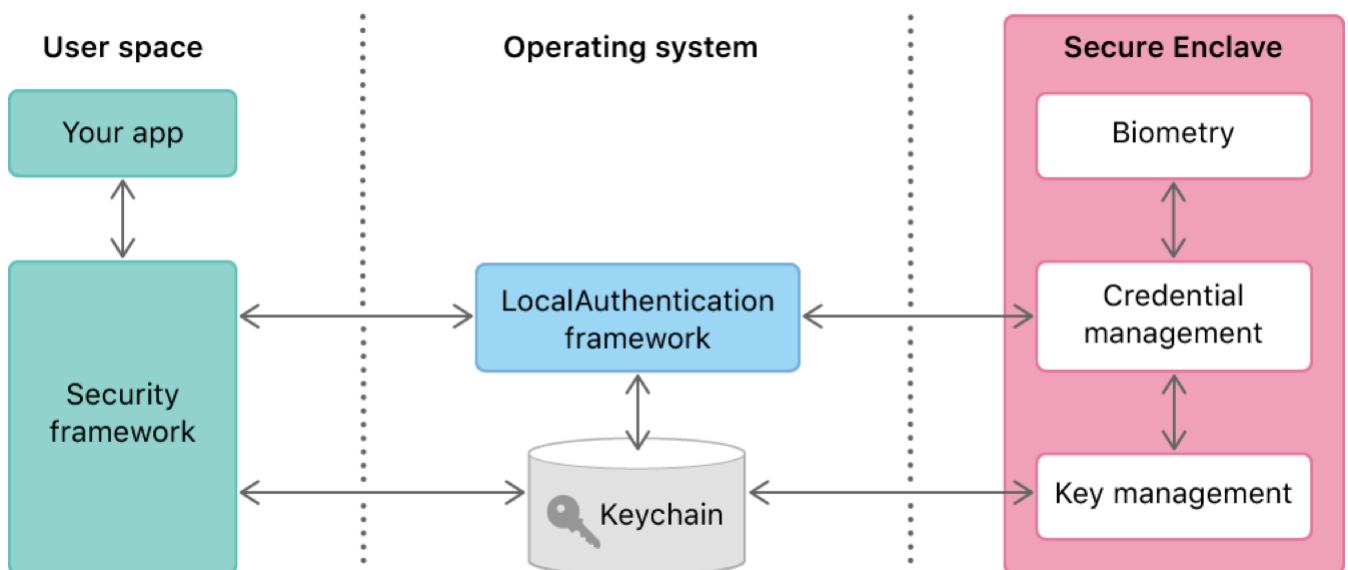 User space
Operating system
Secure Enclave
Your app
Biometry
Security
framework
LocalAuthentication
framework
Credential
management
Keychain
Key management